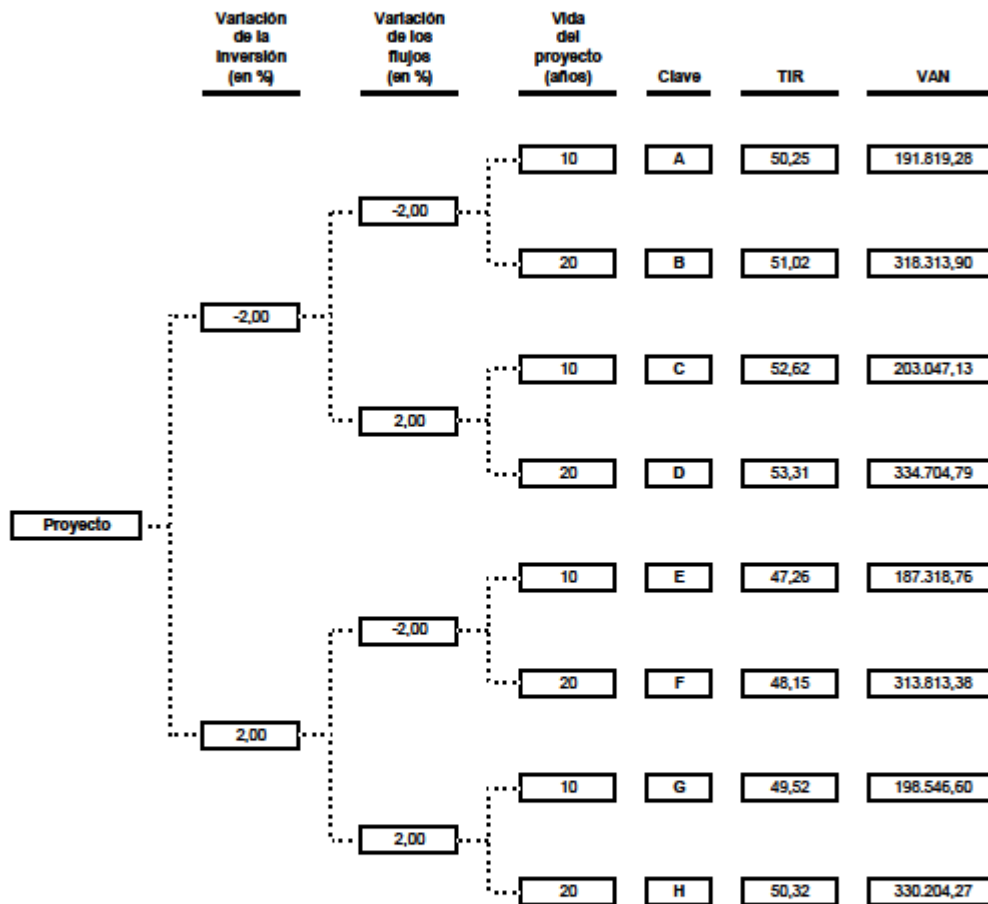 Variación de la inversión (en %)
Variación de los flujos (en %)
Vida del proyecto (años)
Clave
TIR
VAN
10 A 50,25 191.819,28
-2,00
20 B 51,02 318.313,90
-2,00
10 C 52,62 203.047,13
2,00
20 D 53,31 334.704,79
Proyecto
10 E 47,26 187.318,76
-2,00
20 F 48,15 313.813,38
2,00
10 G 49,52 198.546,60
2,00
20 H 50,32 330.204,27